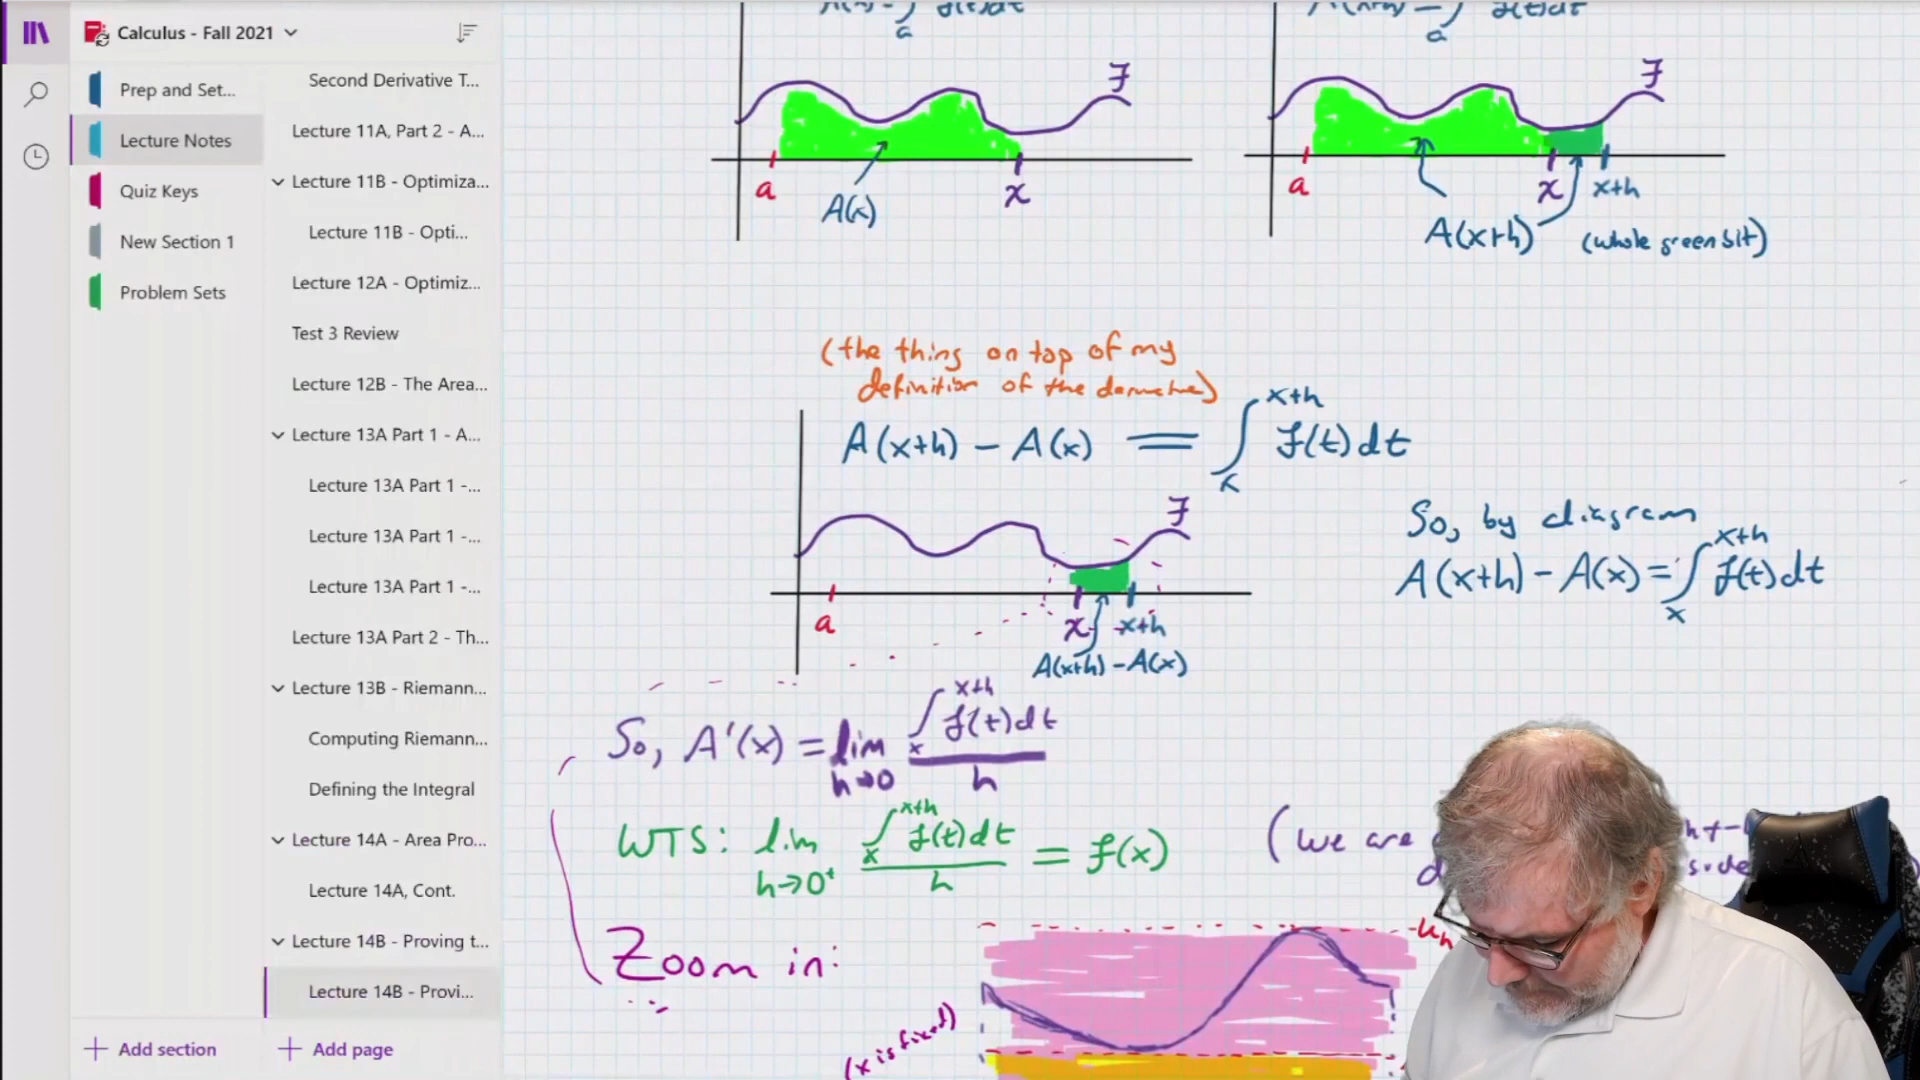 Calculus - Fall 2021
Prep and Set...
Lecture Notes
Quiz Keys
New Section 1
Problem Sets
Add section
Second Derivative T...
Lecture 11A, Part 2 - A...
Lecture 11B - Optimiza...
Lecture 11B - Opti...
Lecture 12A - Optimiz...
Test 3 Review
Lecture 12B - The Area...
Lecture 13A Part 1 - A...
Lecture 13A Part 1 -...
Lecture 13A Part 1 -...
Lecture 13A Part 1 -...
Lecture 13A Part 2 - Th...
Lecture 13B - Riemann...
Computing Riemann...
Defining the Integral
Lecture 14A - Area Pro...
Lecture 14A, Cont.
Lecture 14B - Proving t...
Lecture 14B - Provi...
Add page
a
f
a
x
A(x)
a
f
a
x
x+h
A(x+h)
(whole green bit)
(the thing on top of my
definition of the derivative)
A(x+h) - A(x) = ∫ₓˣ⁺ʰ f(t)dt
f
a
x
x+h
A(x+h) - A(x)
So, by diagram
A(x+h) - A(x) = ∫ₓˣ⁺ʰ f(t)dt
So, A'(x) = lim h→0 ∫ₓˣ⁺ʰ f(t)dt / h
WTS: lim h→0⁺ ∫ₓˣ⁺ʰ f(t)dt / h = f(x)
(We are
Zoom in:
(x is fixed)